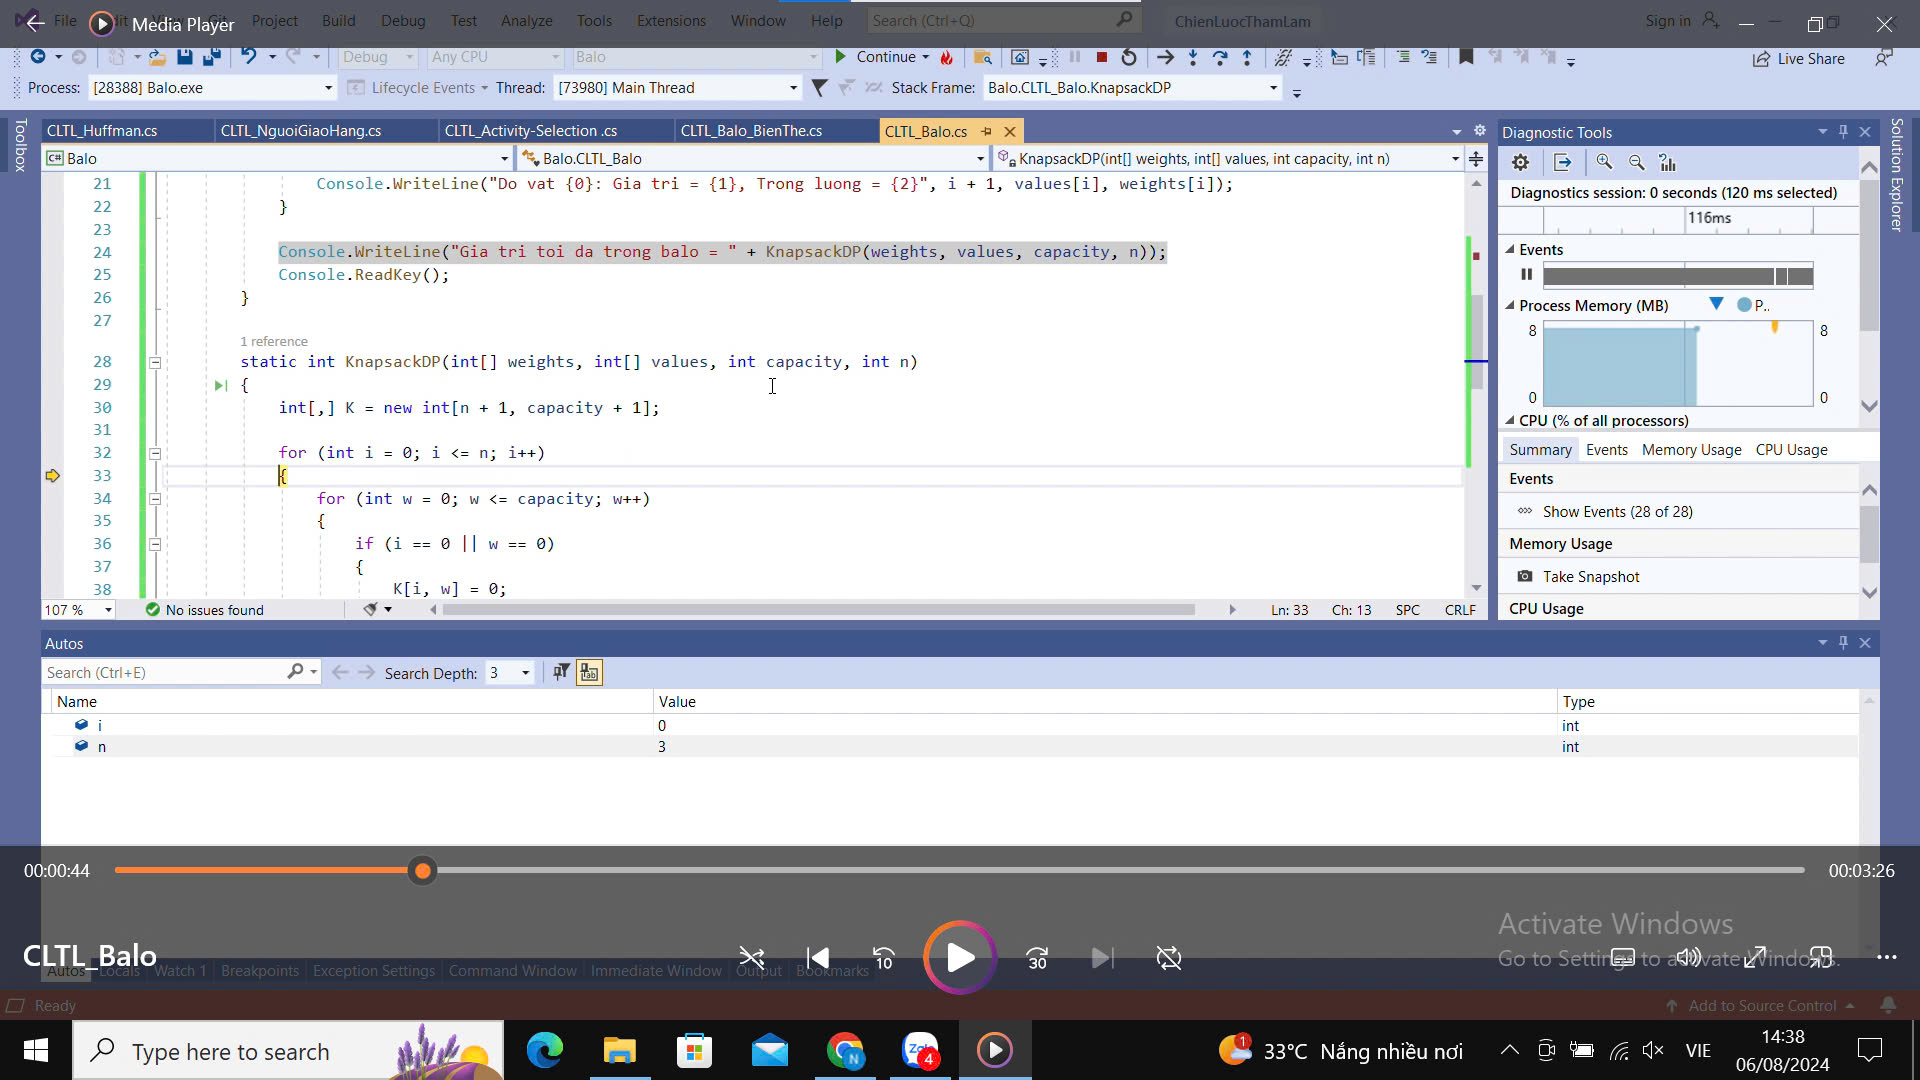 File Edit View Git Project Build Debug Test Analyze Tools Extensions Window Help Search (Ctrl+Q) ChienLuocThamLam Sign in
Media Player
Debug Any CPU Balo Continue Live Share
Process: [28388] Balo.exe Lifecycle Events Thread: [73980] Main Thread Stack Frame: Balo.CLTL_Balo.KnapsackDP
Toolbox
CLTL_Huffman.cs CLTL_NguoiGiaoHang.cs CLTL_Activity-Selection .cs CLTL_Balo_BienThe.cs CLTL_Balo.cs
C# Balo Balo.CLTL_Balo KnapsackDP(int[] weights, int[] values, int capacity, int n)
21 Console.WriteLine("Do vat {0}: Gia tri = {1}, Trong luong = {2}", i + 1, values[i], weights[i]);
22 }
23
24 Console.WriteLine("Gia tri toi da trong balo = " + KnapsackDP(weights, values, capacity, n));
25 Console.ReadKey();
26 }
27
1 reference
28 static int KnapsackDP(int[] weights, int[] values, int capacity, int n)
29 {
30 int[,] K = new int[n + 1, capacity + 1];
31
32 for (int i = 0; i <= n; i++)
33 {
34 for (int w = 0; w <= capacity; w++)
35 {
36 if (i == 0 || w == 0)
37 {
38 K[i, w] = 0;
107 % No issues found Ln: 33 Ch: 13 SPC CRLF
Diagnostic Tools
Diagnostics session: 0 seconds (120 ms selected)
116ms
Events
Process Memory (MB) P..
8 8
0 0
CPU (% of all processors)
Summary Events Memory Usage CPU Usage
Events
Show Events (28 of 28)
Memory Usage
Take Snapshot
CPU Usage
Solution Explorer
Autos
Search (Ctrl+E) Search Depth: 3
Name Value Type
i 0 int
n 3 int
00:00:44 00:03:26
CLTL_Balo
10 30
Activate Windows
Go to Settings to activate Windows.
Autos Locals Watch 1 Breakpoints Exception Settings Command Window Immediate Window Output Bookmarks
Ready Add to Source Control
Type here to search
N
Zalo 4
1 33°C Nắng nhiều nơi
VIE
14:38
06/08/2024